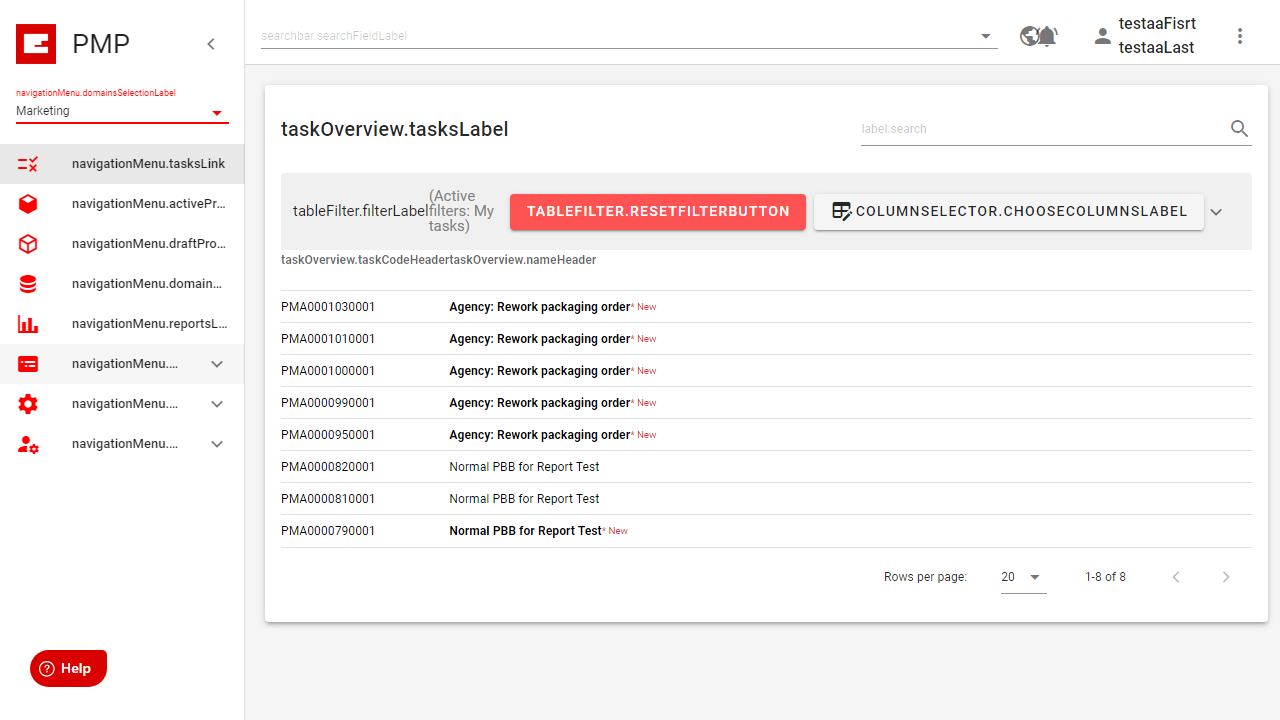 PMP
navigationMenu.domainsSelectionLabel
Marketing
navigationMenu.tasksLink
navigationMenu.activePr...
navigationMenu.draftPro...
navigationMenu.domain...
navigationMenu.reportsL...
navigationMenu....
navigationMenu....
navigationMenu....
Help
searchbar.searchFieldLabel
testaaFisrt
testaaLast
taskOverview.tasksLabel
label.search
tableFilter.filterLabel
(Active
filters: My
tasks)
TABLEFILTER.RESETFILTERBUTTON
COLUMNSELECTOR.CHOOSECOLUMNSLABEL
taskOverview.taskCodeHeadertaskOverview.nameHeader
PMA0001030001 Agency: Rework packaging order* New
PMA0001010001 Agency: Rework packaging order* New
PMA0001000001 Agency: Rework packaging order* New
PMA0000990001 Agency: Rework packaging order* New
PMA0000950001 Agency: Rework packaging order* New
PMA0000820001 Normal PBB for Report Test
PMA0000810001 Normal PBB for Report Test
PMA0000790001 Normal PBB for Report Test* New
Rows per page: 20 1-8 of 8